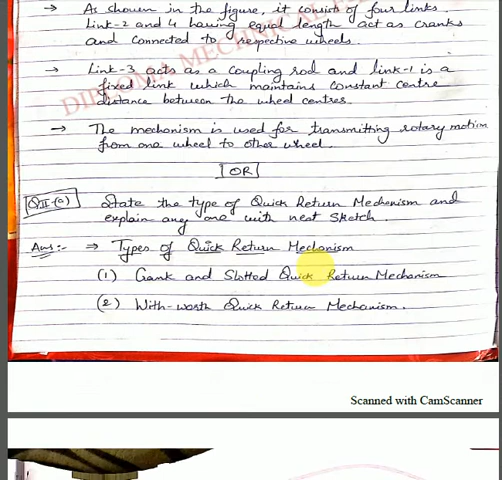 → As shown in the figure, it consist of four links
Link-2 and 4 having equal length act as cranks
and connected to respective wheels.
→ Link-3 acts as a coupling rod and link-1 is a
fixed link which maintains constant centre
distance between the wheel centres.
→ The mechanism is used for transmitting rotary motion
from one wheel to other wheel.
OR
Q.II-(c) State the type of Quick Return Mechanism and
explain any one with neat sketch.
Ans:- ⇒ Types of Quick Return Mechanism
(1) Crank and Slotted Quick Return Mechanism
(2) With-worth Quick Return Mechanism.
Scanned with CamScanner